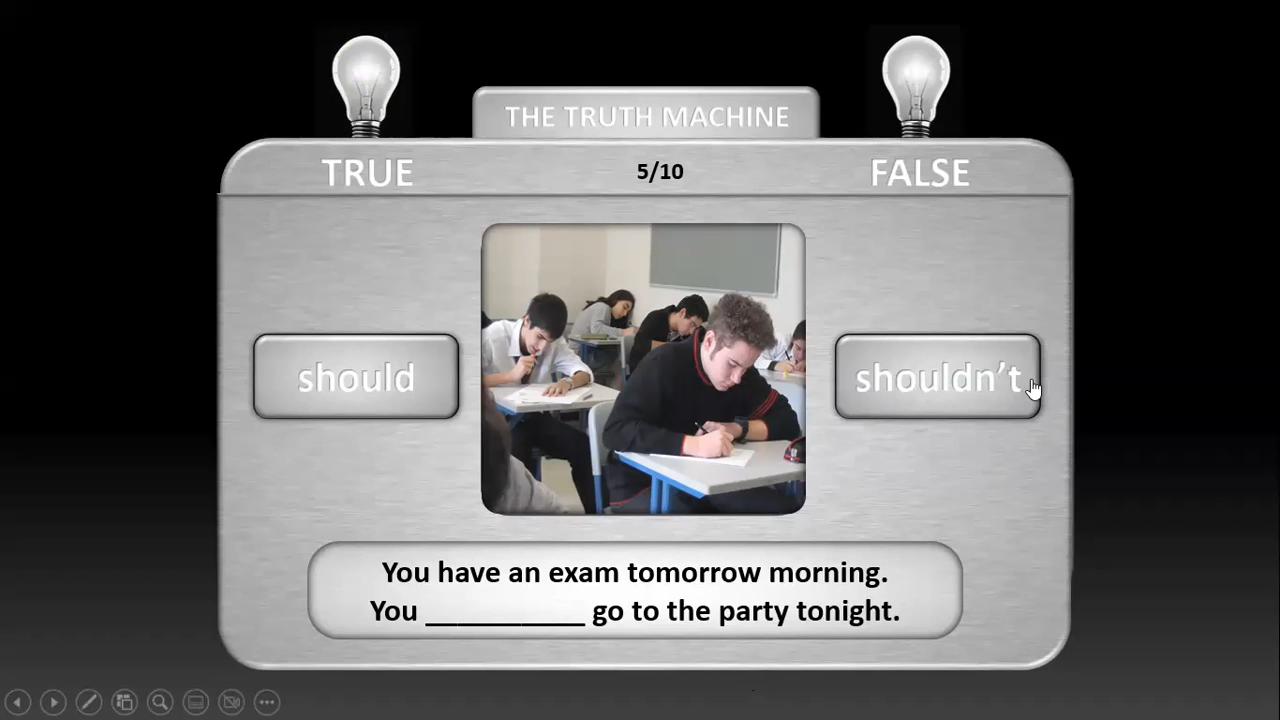 THE TRUTH MACHINE
TRUE
5/10
FALSE
should
shouldn’t
You have an exam tomorrow morning.
You ___________ go to the party tonight.